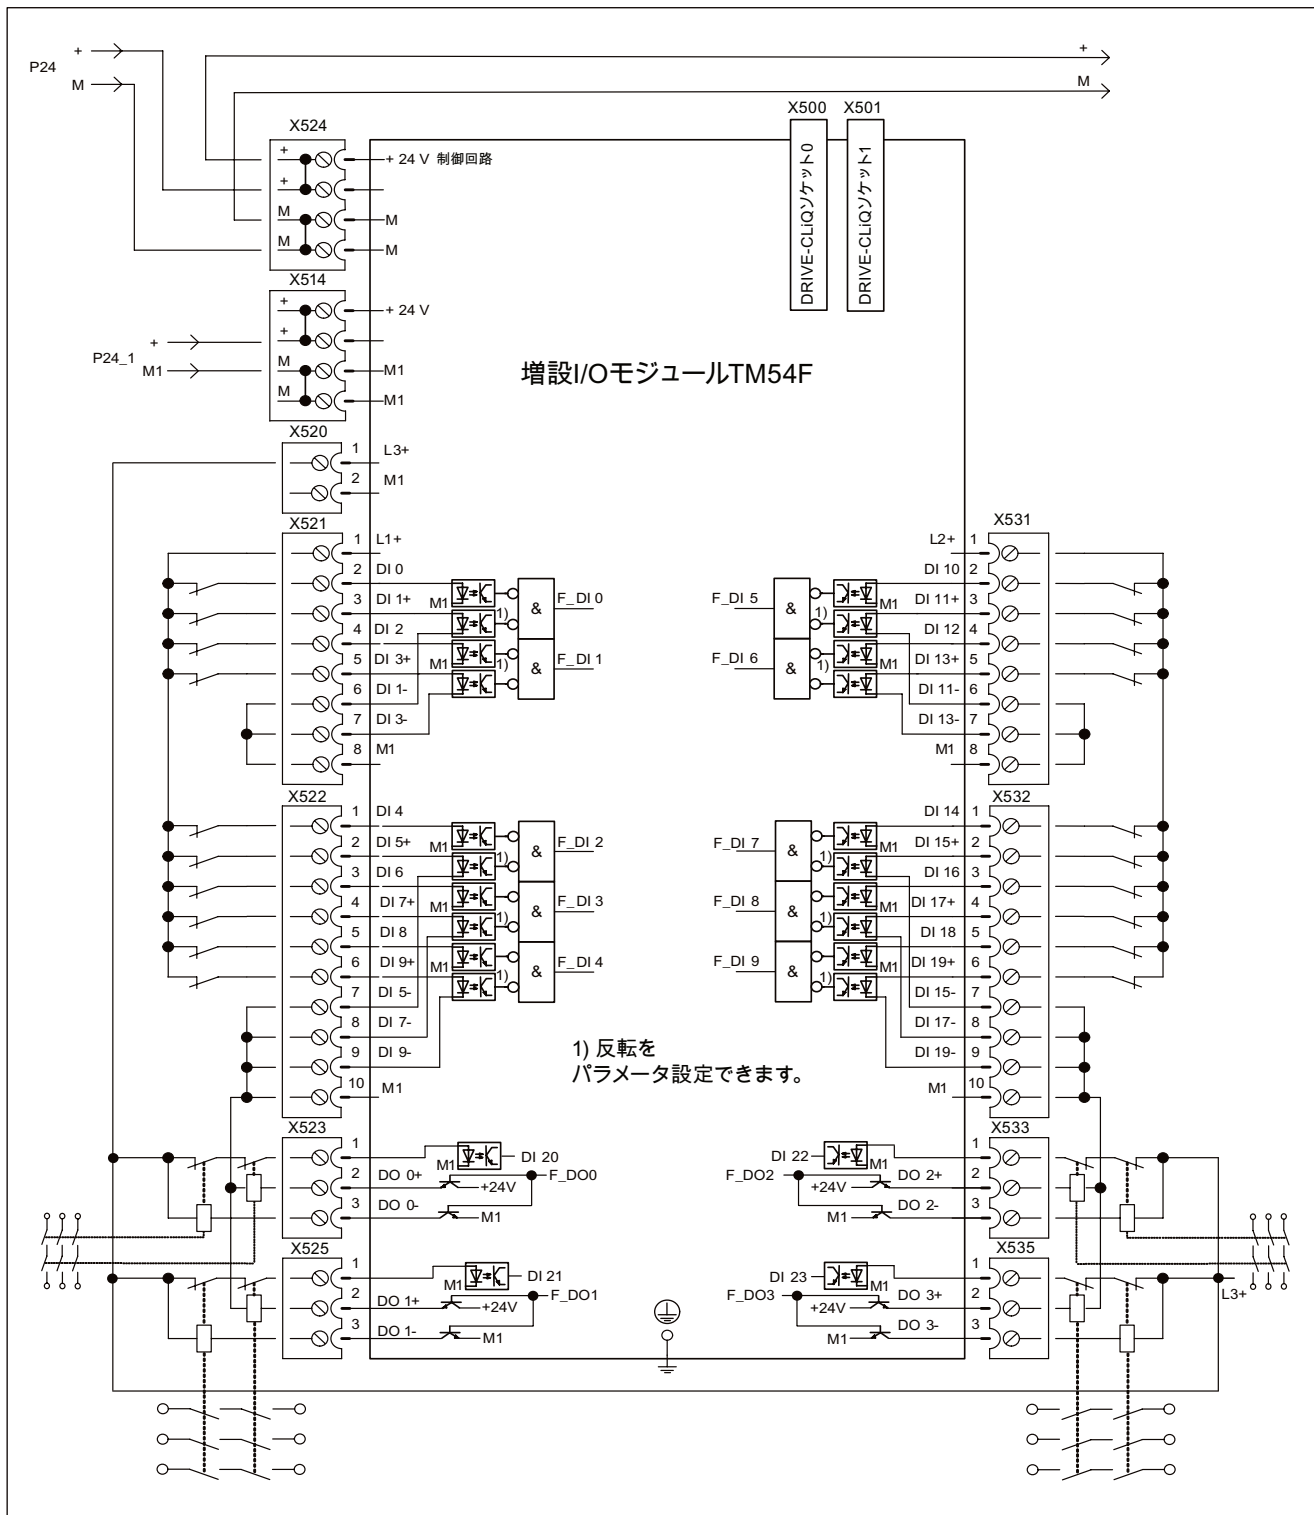 +
P24
M
+
M
X500
X501
DRIVE-CLiQソケット0
DRIVE-CLiQソケット1
X524
+
+ 24 V 制御回路
+
M
M
M
M
X514
+
+ 24 V
+
P24_1
+
M1
M
M1
M
M1
増設I/OモジュールTM54F
X520
1
L3+
2
M1
X521
1
L1+
2
DI 0
3
DI 1+
4
DI 2
5
DI 3+
6
DI 1-
7
DI 3-
8
M1
M1
1)
&
F_DI 0
M1
1)
&
F_DI 1
X531
L2+
1
DI 10
2
DI 11+
3
DI 12
4
DI 13+
5
DI 11-
6
DI 13-
7
M1
8
F_DI 5
&
1)
M1
F_DI 6
&
1)
M1
X522
1
DI 4
2
DI 5+
3
DI 6
4
DI 7+
5
DI 8
6
DI 9+
7
DI 5-
8
DI 7-
9
DI 9-
10
M1
M1
1)
&
F_DI 2
M1
1)
&
F_DI 3
M1
1)
&
F_DI 4
X532
DI 14
1
DI 15+
2
DI 16
3
DI 17+
4
DI 18
5
DI 19+
6
DI 15-
7
DI 17-
8
DI 19-
9
M1
10
F_DI 7
&
1)
M1
F_DI 8
&
1)
M1
F_DI 9
&
1)
M1
1) 反転を
パラメータ設定できます。
X523
1
2
DO 0+
3
DO 0-
M1
DI 20
F_DO0
+24V
M1
X533
1
DO 2+
2
DO 2-
3
DI 22
M1
F_DO2
+24V
M1
X525
1
2
DO 1+
3
DO 1-
M1
DI 21
F_DO1
+24V
M1
X535
1
DO 3+
2
DO 3-
3
DI 23
M1
F_DO3
+24V
M1
L3+